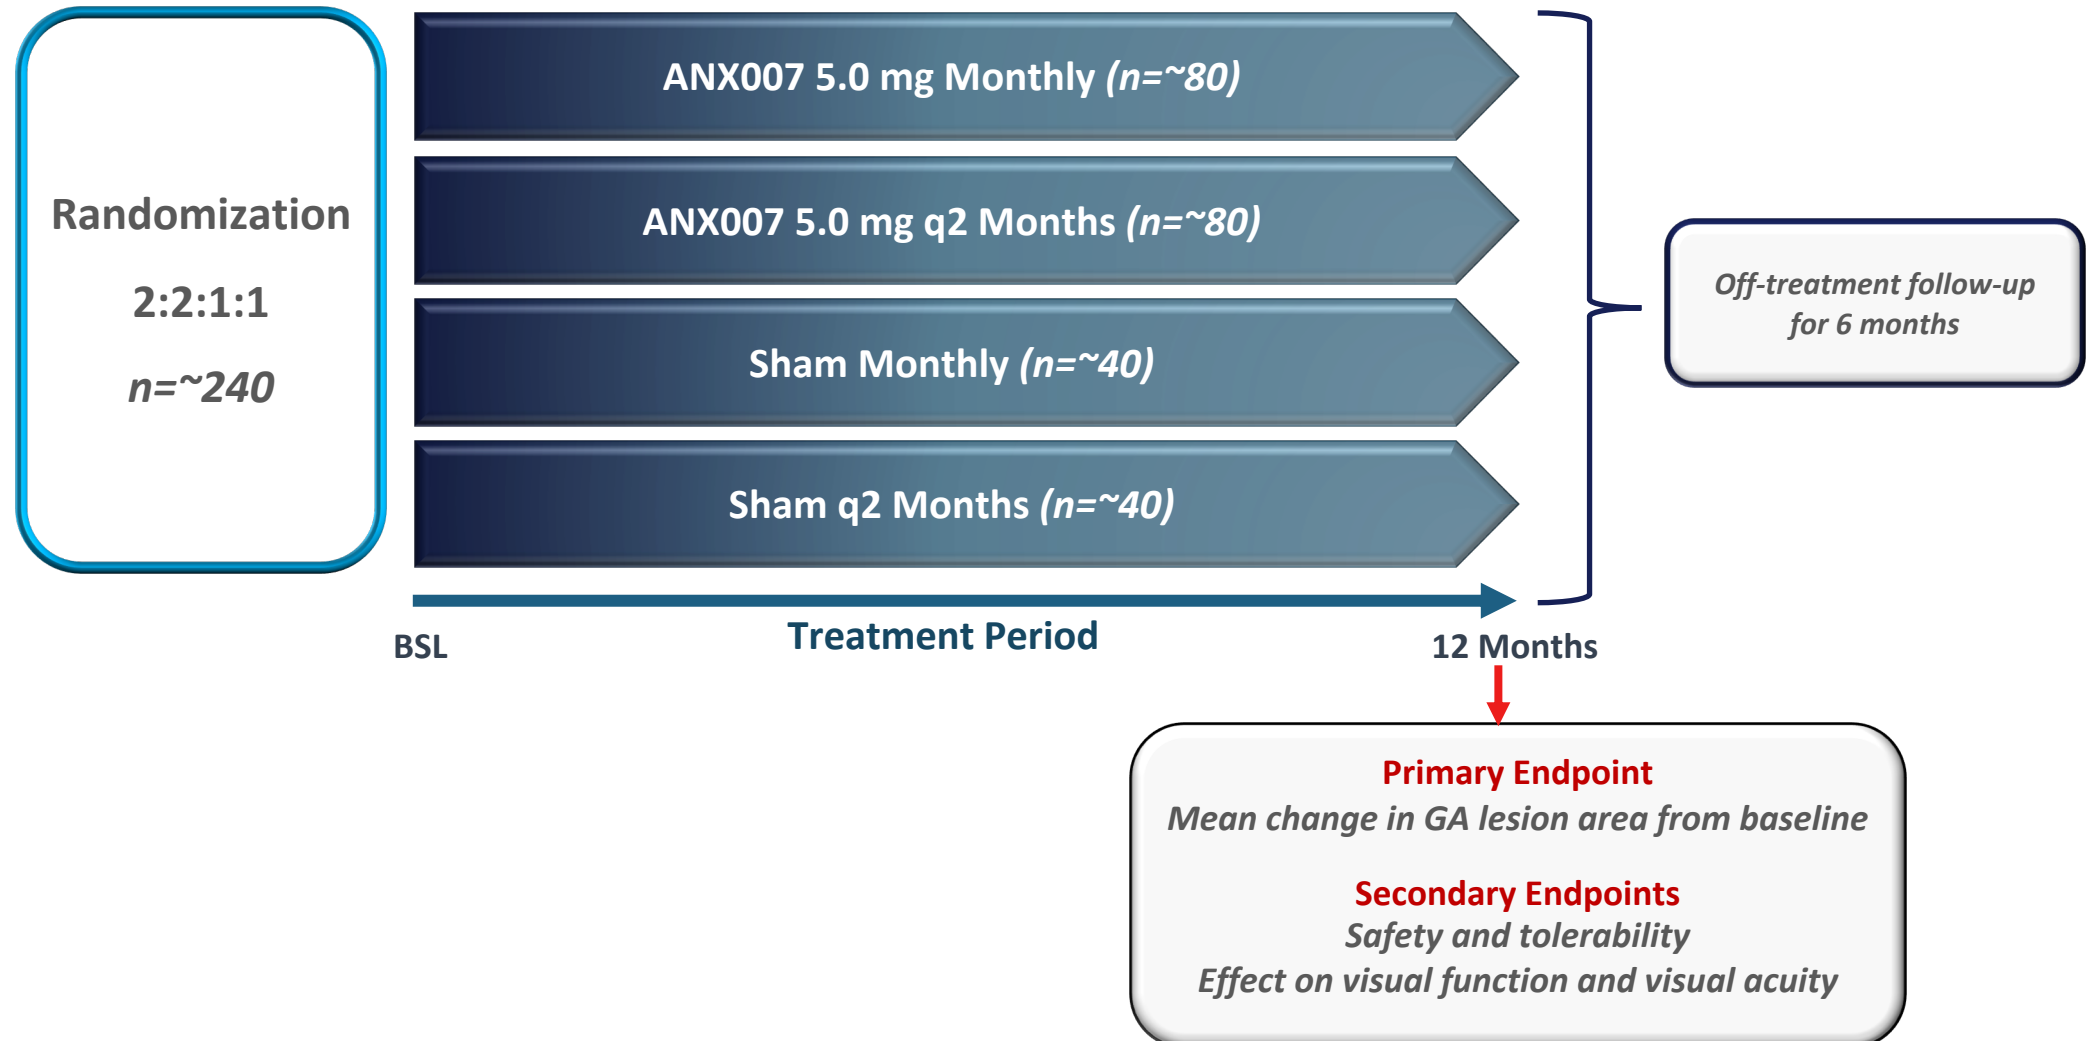 Randomization
2:2:1:1
n=~240
ANX007 5.0 mg Monthly (n=~80)
ANX007 5.0 mg q2 Months (n=~80)
Sham Monthly (n=~40)
Sham q2 Months (n=~40)
BSL
Treatment Period
12 Months
Off-treatment follow-up
for 6 months
Primary Endpoint
Mean change in GA lesion area from baseline
Secondary Endpoints
Safety and tolerability
Effect on visual function and visual acuity